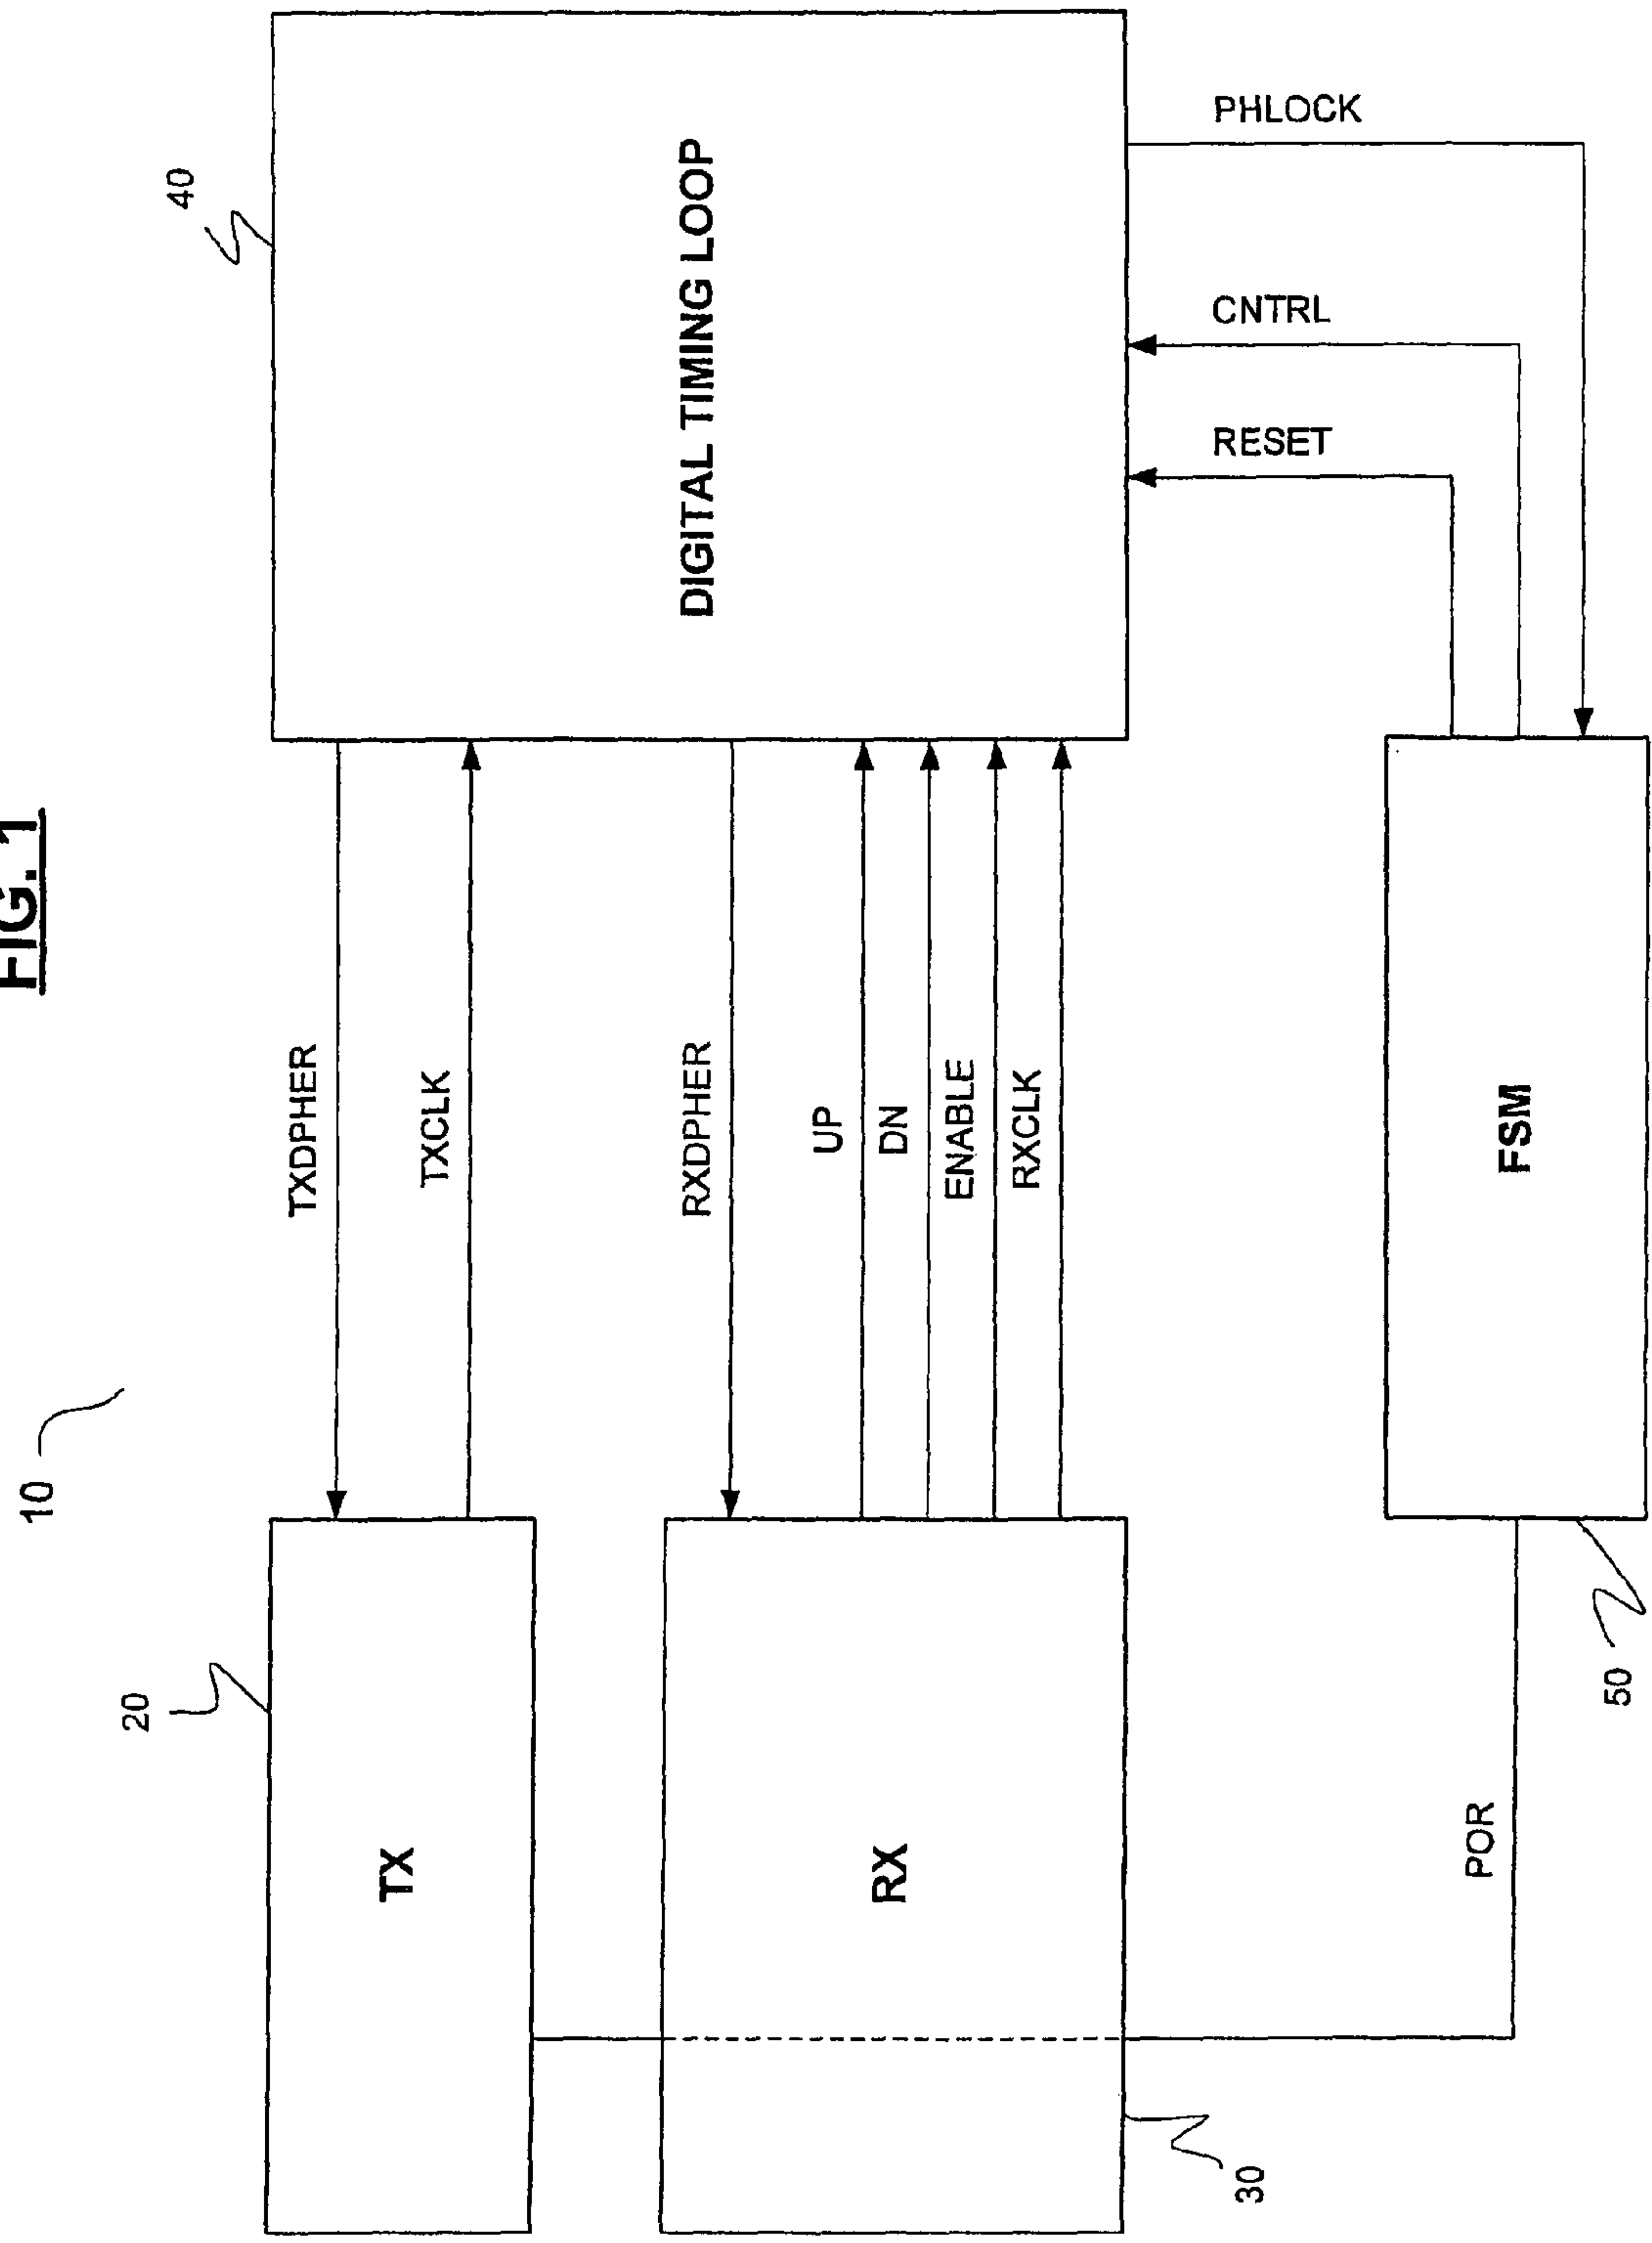 FIG. 1
10
20
TX
30
RX
TXDPHER
TXCLK
RXDPHER
UP
DN
ENABLE
RXCLK
40
DIGITAL TIMING LOOP
RESET
CNTRL
PHLOCK
POR
50
FSM